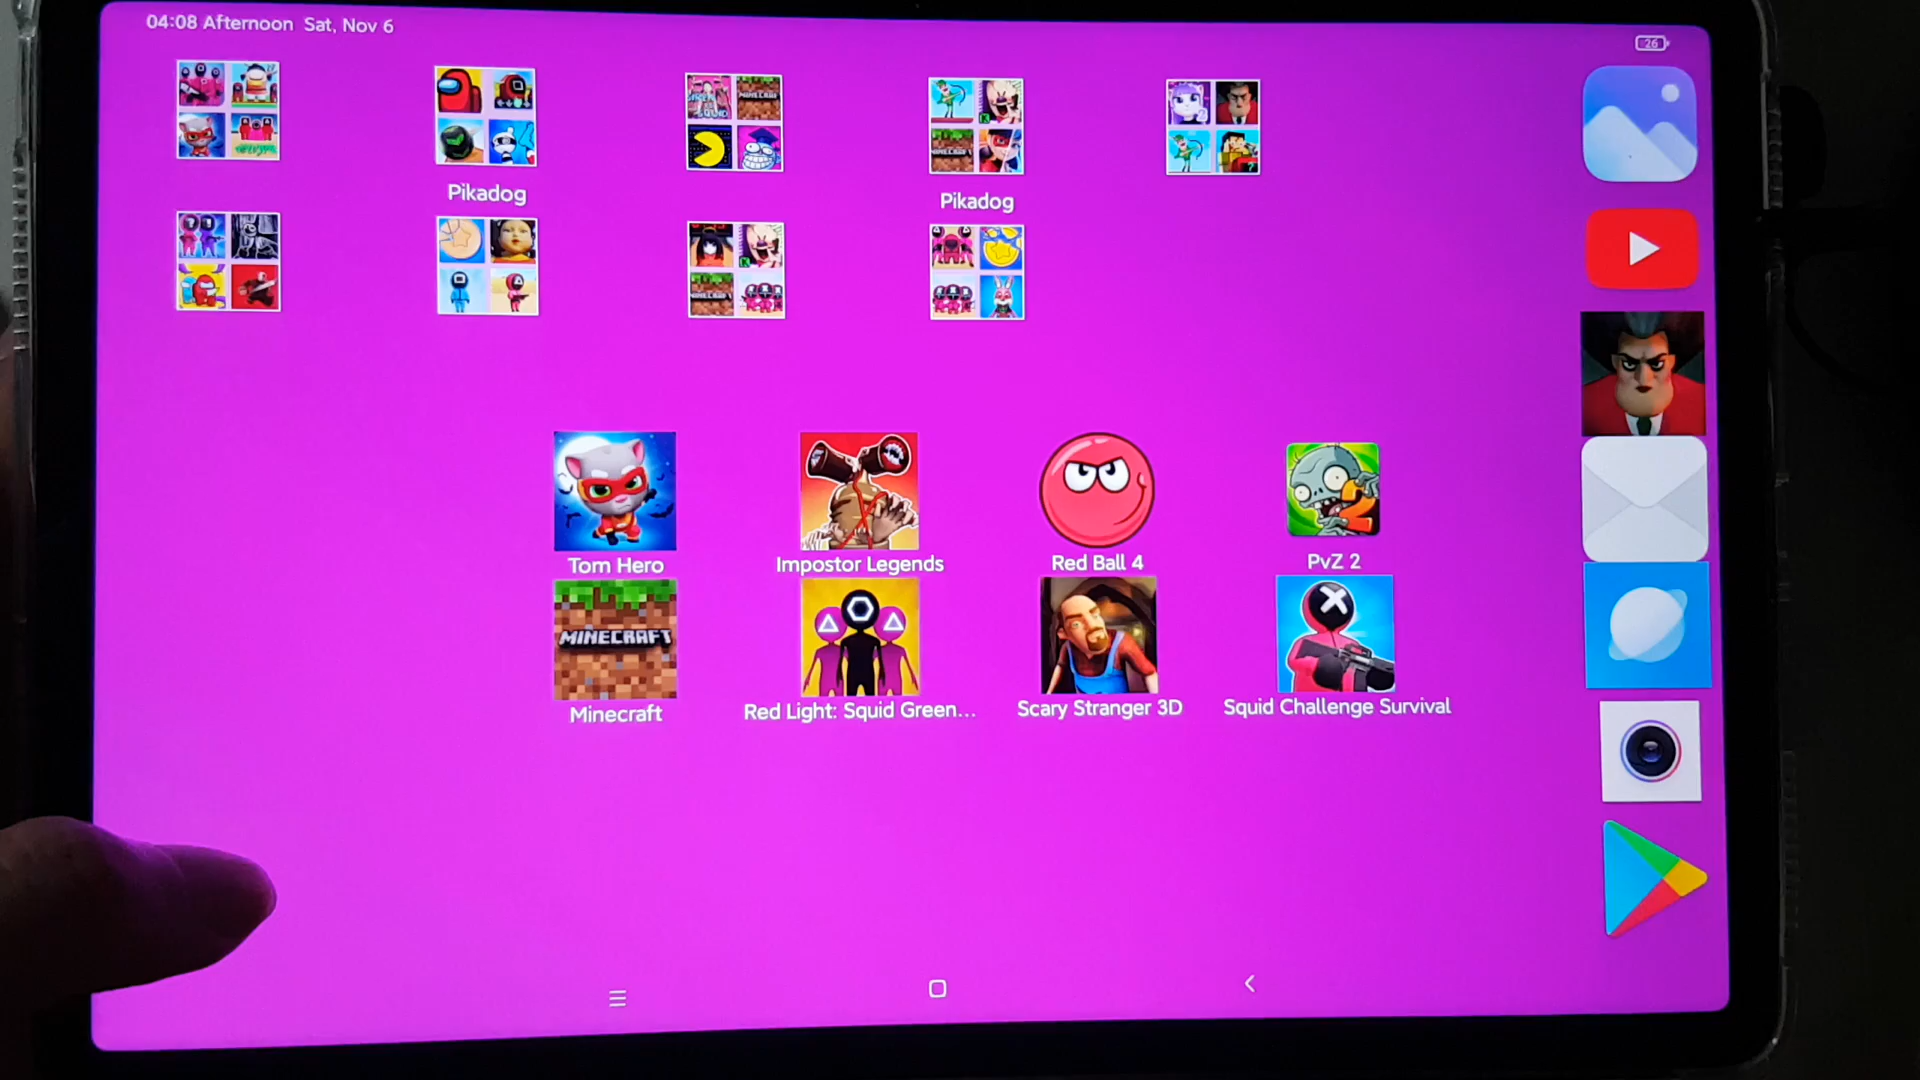 04:08 Afternoon Sat, Nov 6
26
Pikadog
Pikadog
Tom Hero
Impostor Legends
Red Ball 4
PvZ 2
MINECRAFT
Minecraft
Red Light: Squid Green...
Scary Stranger 3D
Squid Challenge Survival